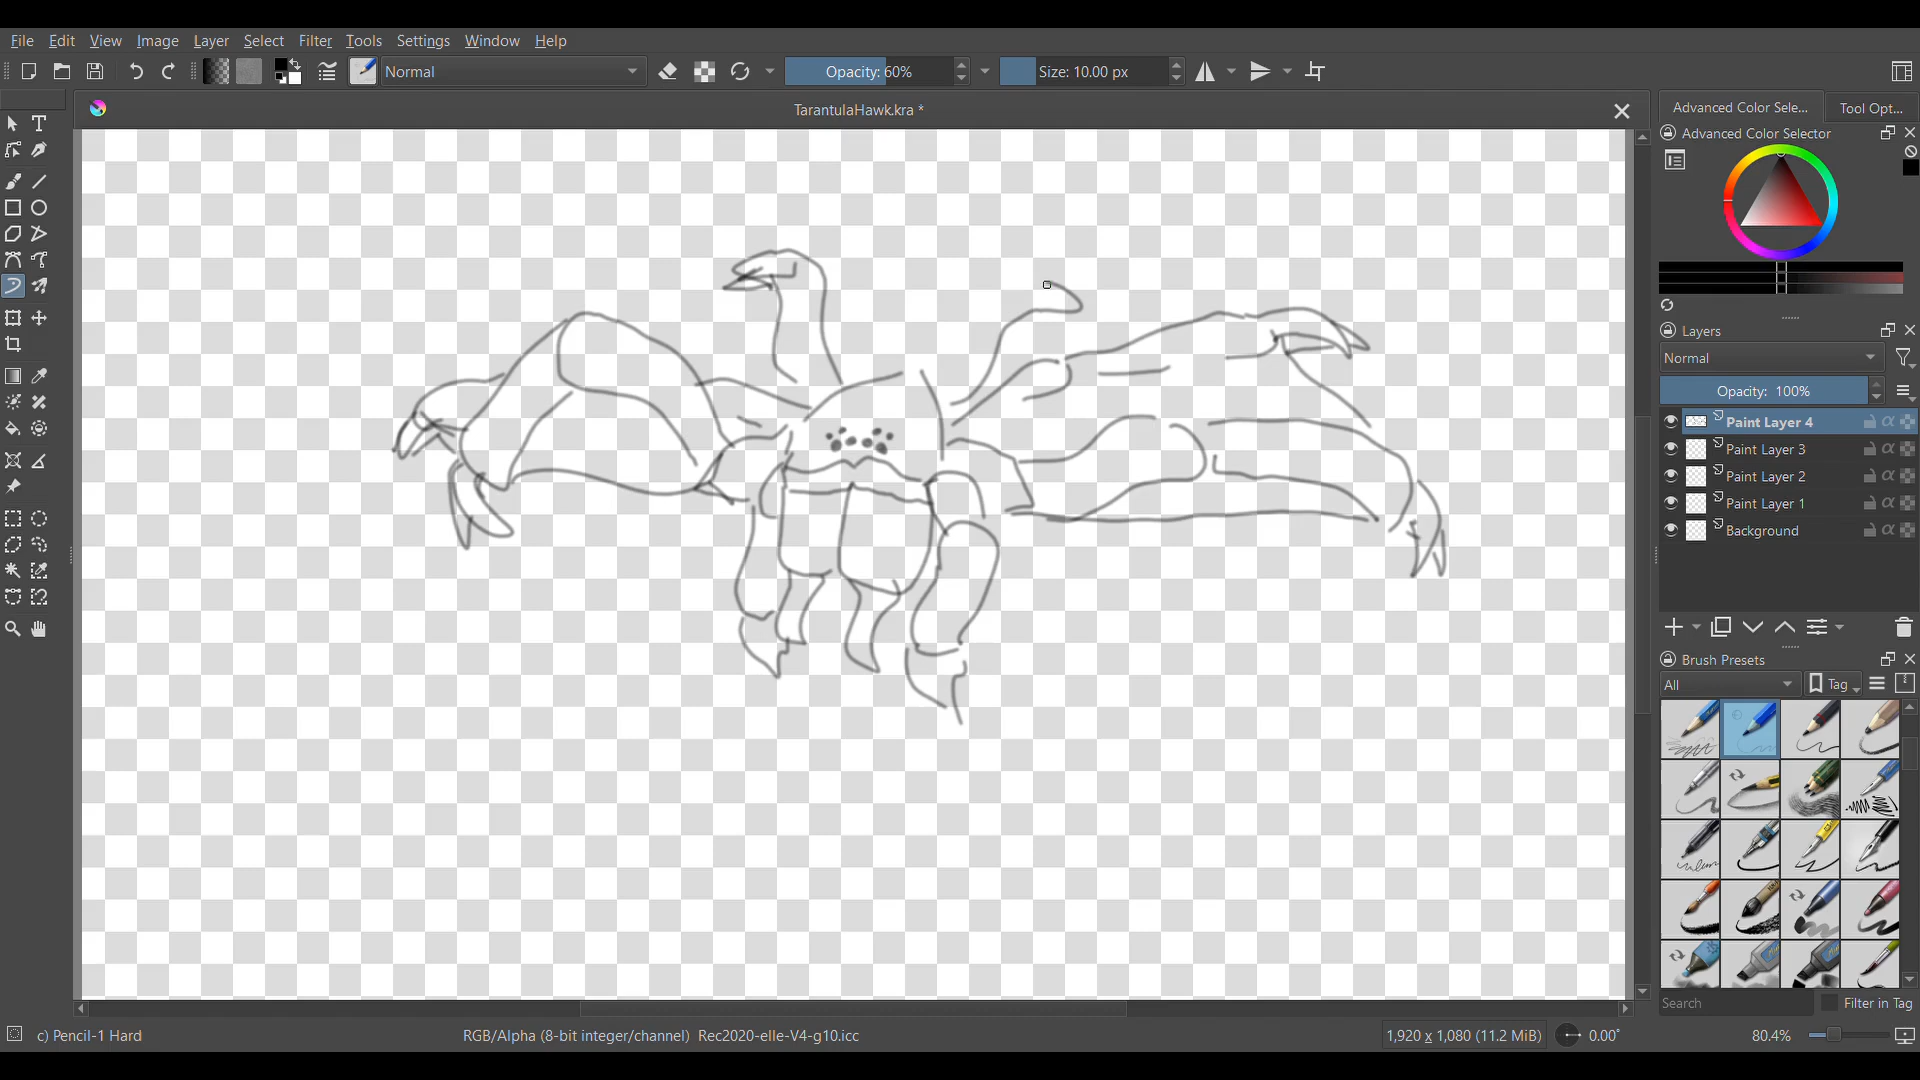 File Edit View Image Layer Select Filter Tools Settings Window Help
Normal Opacity: 60% Size: 10.00 px
TarantulaHawk.kra *
Advanced Color Sele... Tool Opt...
Advanced Color Selector
Layers
Normal
Opacity: 100%
Paint Layer 4
Paint Layer 3
Paint Layer 2
Paint Layer 1
Background
Brush Presets
All Tag
Search Filter in Tag
c) Pencil-1 Hard RGB/Alpha (8-bit integer/channel) Rec2020-elle-V4-g10.icc 1,920 x 1,080 (11.2 MiB) 0.00° 80.4%